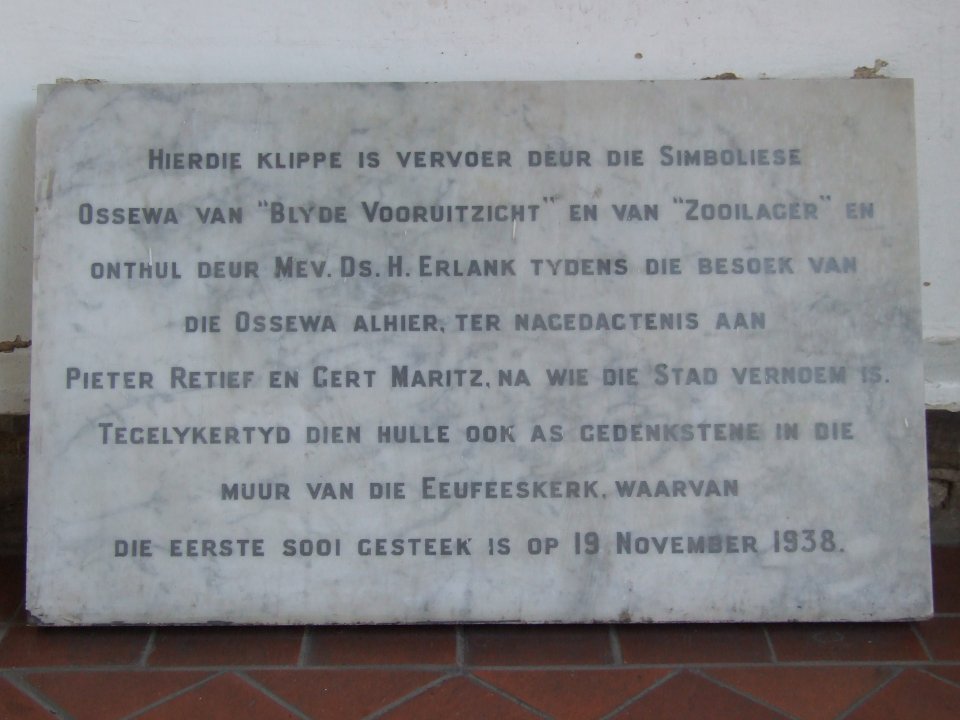 HIERDIE KLIPPE IS VERVOER DEUR DIE SIMBOLIESE
OSSEWA VAN "BLYDE VOORUITZICHT" EN VAN "ZOOILAGER" EN
ONTHUL DEUR MEV. DS. H. ERLANK TYDENS DIE BESOEK VAN
DIE OSSEWA ALHIER, TER NAGEDACTENIS AAN
PIETER RETIEF EN GERT MARITZ, NA WIE DIE STAD VERNOEM IS.
TEGELYKERTYD DIEN HULLE OOK AS GEDENKSTENE IN DIE
MUUR VAN DIE EEUFEESKERK, WAARVAN
DIE EERSTE SOOI GESTEEK IS OP 19 NOVEMBER 1938.